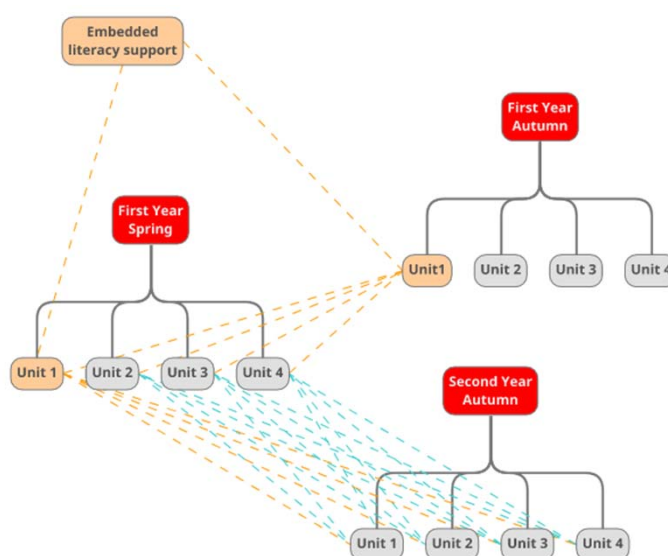 Embedded
literacy support
First Year
Autumn
First Year
Spring
Unit1
Unit 2
Unit 3
Unit 4
Unit 1
Unit 2
Unit 3
Unit 4
Second Year
Autumn
Unit 1
Unit 2
Unit 3
Unit 4